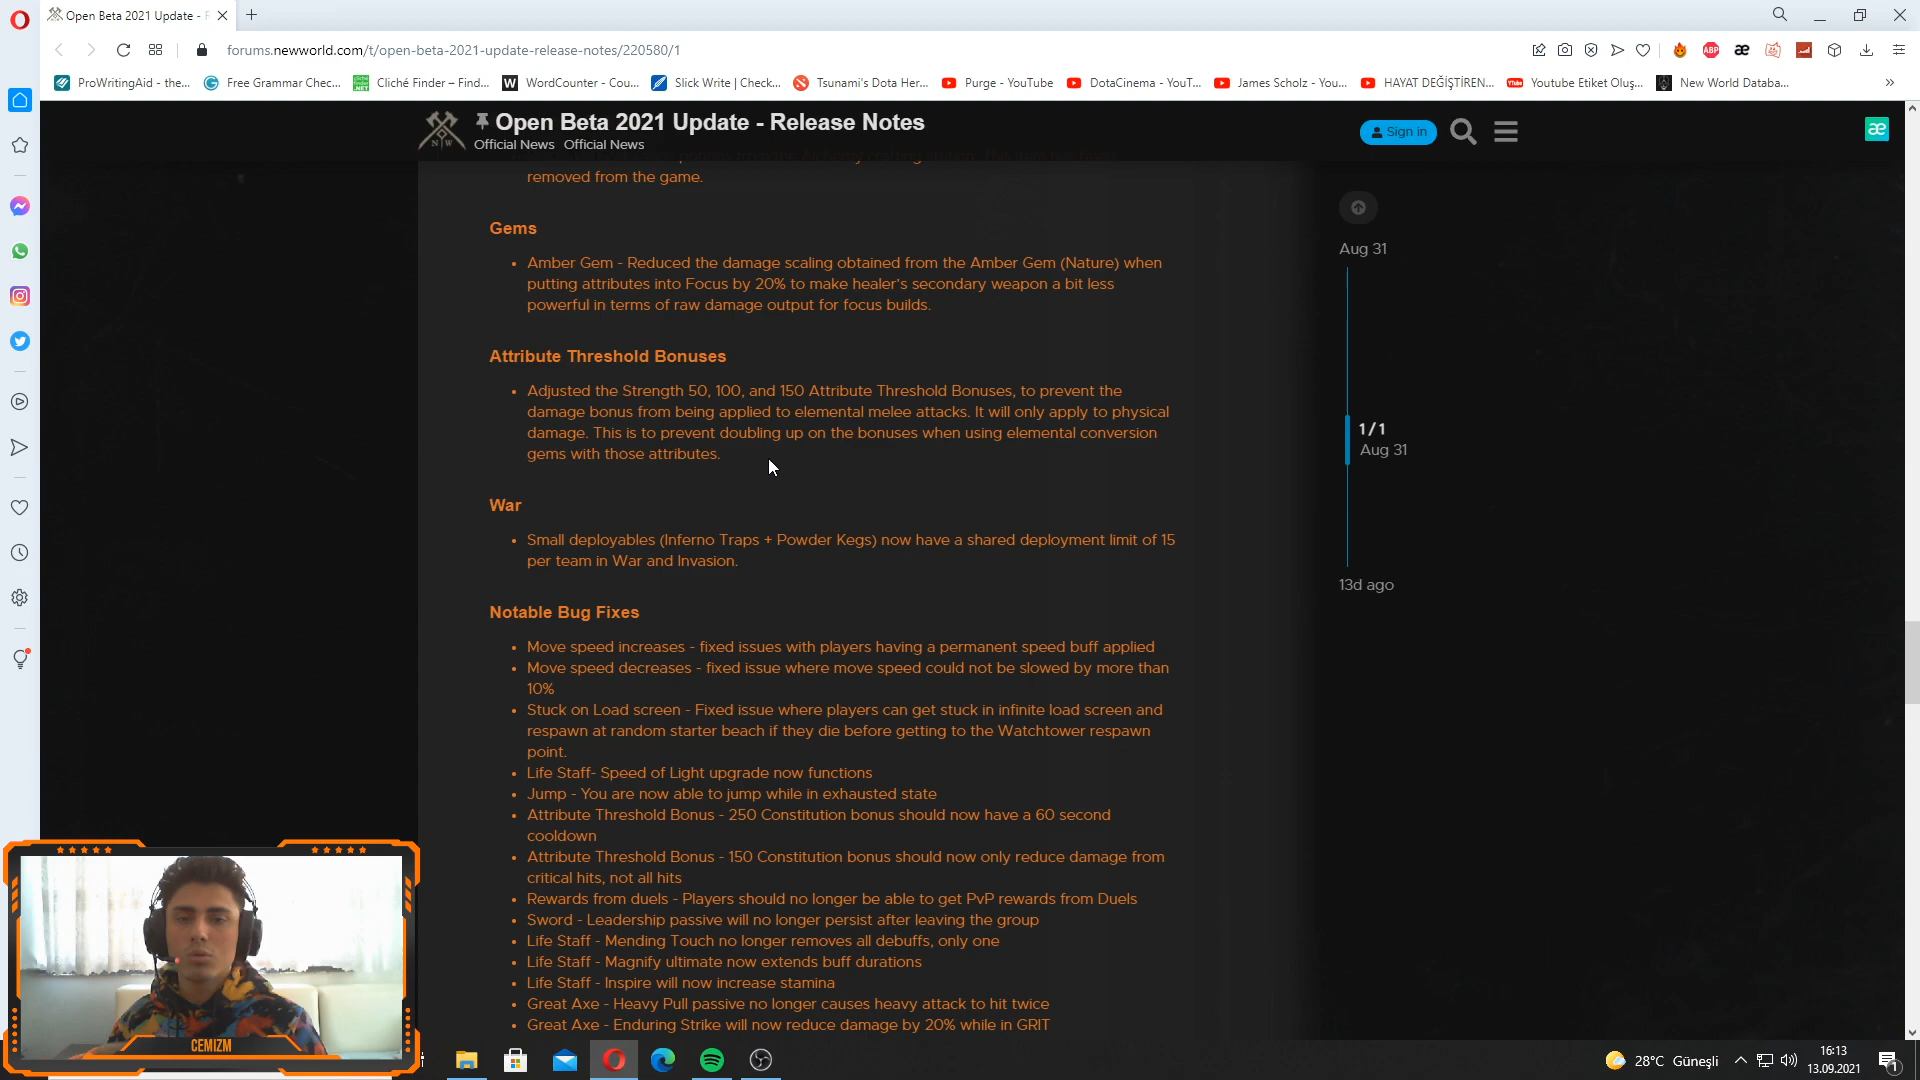 Open Beta 2021 Update - F
forums.newworld.com/t/open-beta-2021-update-release-notes/220580/1
ABP
æ
ProWritingAid - the...
Free Grammar Chec...
Cliché Finder – Find...
WordCounter - Cou...
Slick Write | Check...
Tsunami's Dota Her...
Purge - YouTube
DotaCinema - YouT...
James Scholz - You...
HAYAT DEĞİŞTİREN...
Youtube Etiket Oluş...
New World Databa...
»
N W
Open Beta 2021 Update - Release Notes
Official News Official News
Sign in
æ
removed from the game.
Gems
• Amber Gem - Reduced the damage scaling obtained from the Amber Gem (Nature) when
putting attributes into Focus by 20% to make healer's secondary weapon a bit less
powerful in terms of raw damage output for focus builds.
Attribute Threshold Bonuses
• Adjusted the Strength 50, 100, and 150 Attribute Threshold Bonuses, to prevent the
damage bonus from being applied to elemental melee attacks. It will only apply to physical
damage. This is to prevent doubling up on the bonuses when using elemental conversion
gems with those attributes.
War
• Small deployables (Inferno Traps + Powder Kegs) now have a shared deployment limit of 15
per team in War and Invasion.
Notable Bug Fixes
• Move speed increases - fixed issues with players having a permanent speed buff applied
• Move speed decreases - fixed issue where move speed could not be slowed by more than
10%
• Stuck on Load screen - Fixed issue where players can get stuck in infinite load screen and
respawn at random starter beach if they die before getting to the Watchtower respawn
point.
• Life Staff- Speed of Light upgrade now functions
• Jump - You are now able to jump while in exhausted state
• Attribute Threshold Bonus - 250 Constitution bonus should now have a 60 second
cooldown
• Attribute Threshold Bonus - 150 Constitution bonus should now only reduce damage from
critical hits, not all hits
• Rewards from duels - Players should no longer be able to get PvP rewards from Duels
• Sword - Leadership passive will no longer persist after leaving the group
• Life Staff - Mending Touch no longer removes all debuffs, only one
• Life Staff - Magnify ultimate now extends buff durations
• Life Staff - Inspire will now increase stamina
• Great Axe - Heavy Pull passive no longer causes heavy attack to hit twice
• Great Axe - Enduring Strike will now reduce damage by 20% while in GRIT
Aug 31
1 / 1
Aug 31
13d ago
CEMIZM
28°C Güneşli
16:13
13.09.2021
1